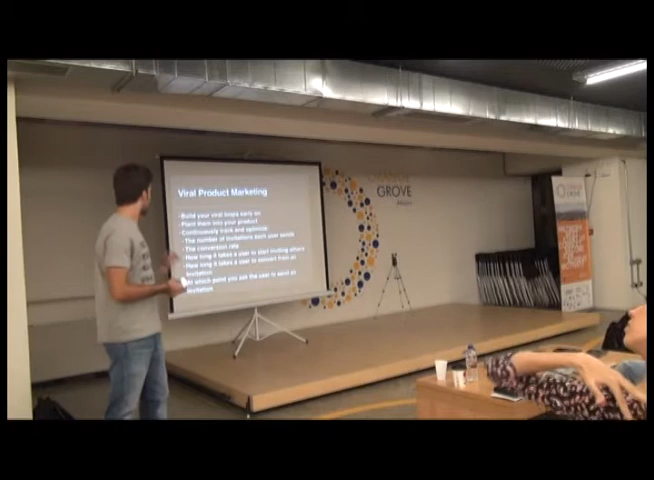 Viral Product Marketing
-Build your viral loops early on
-Plant them into your product
-Continuously track and optimize
-The number of invitations each user sends
-The conversion rate
-How long it takes a user to start inviting others
-How long it takes a user to convert from an
invitation
At which point you ask the user to send an
invitation
ORANGE
GROVE